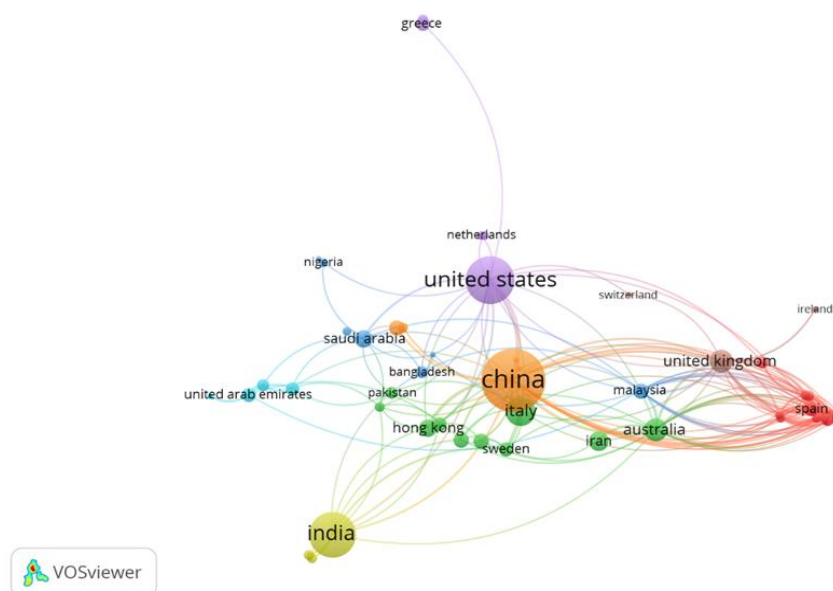 greece
netherlands
nigeria
united states
switzerland
ireland
saudi arabia
united kingdom
bangladesh
china
malaysia
united arab emirates
pakistan
italy
spain
hong kong
australia
iran
sweden
india
VOSviewer